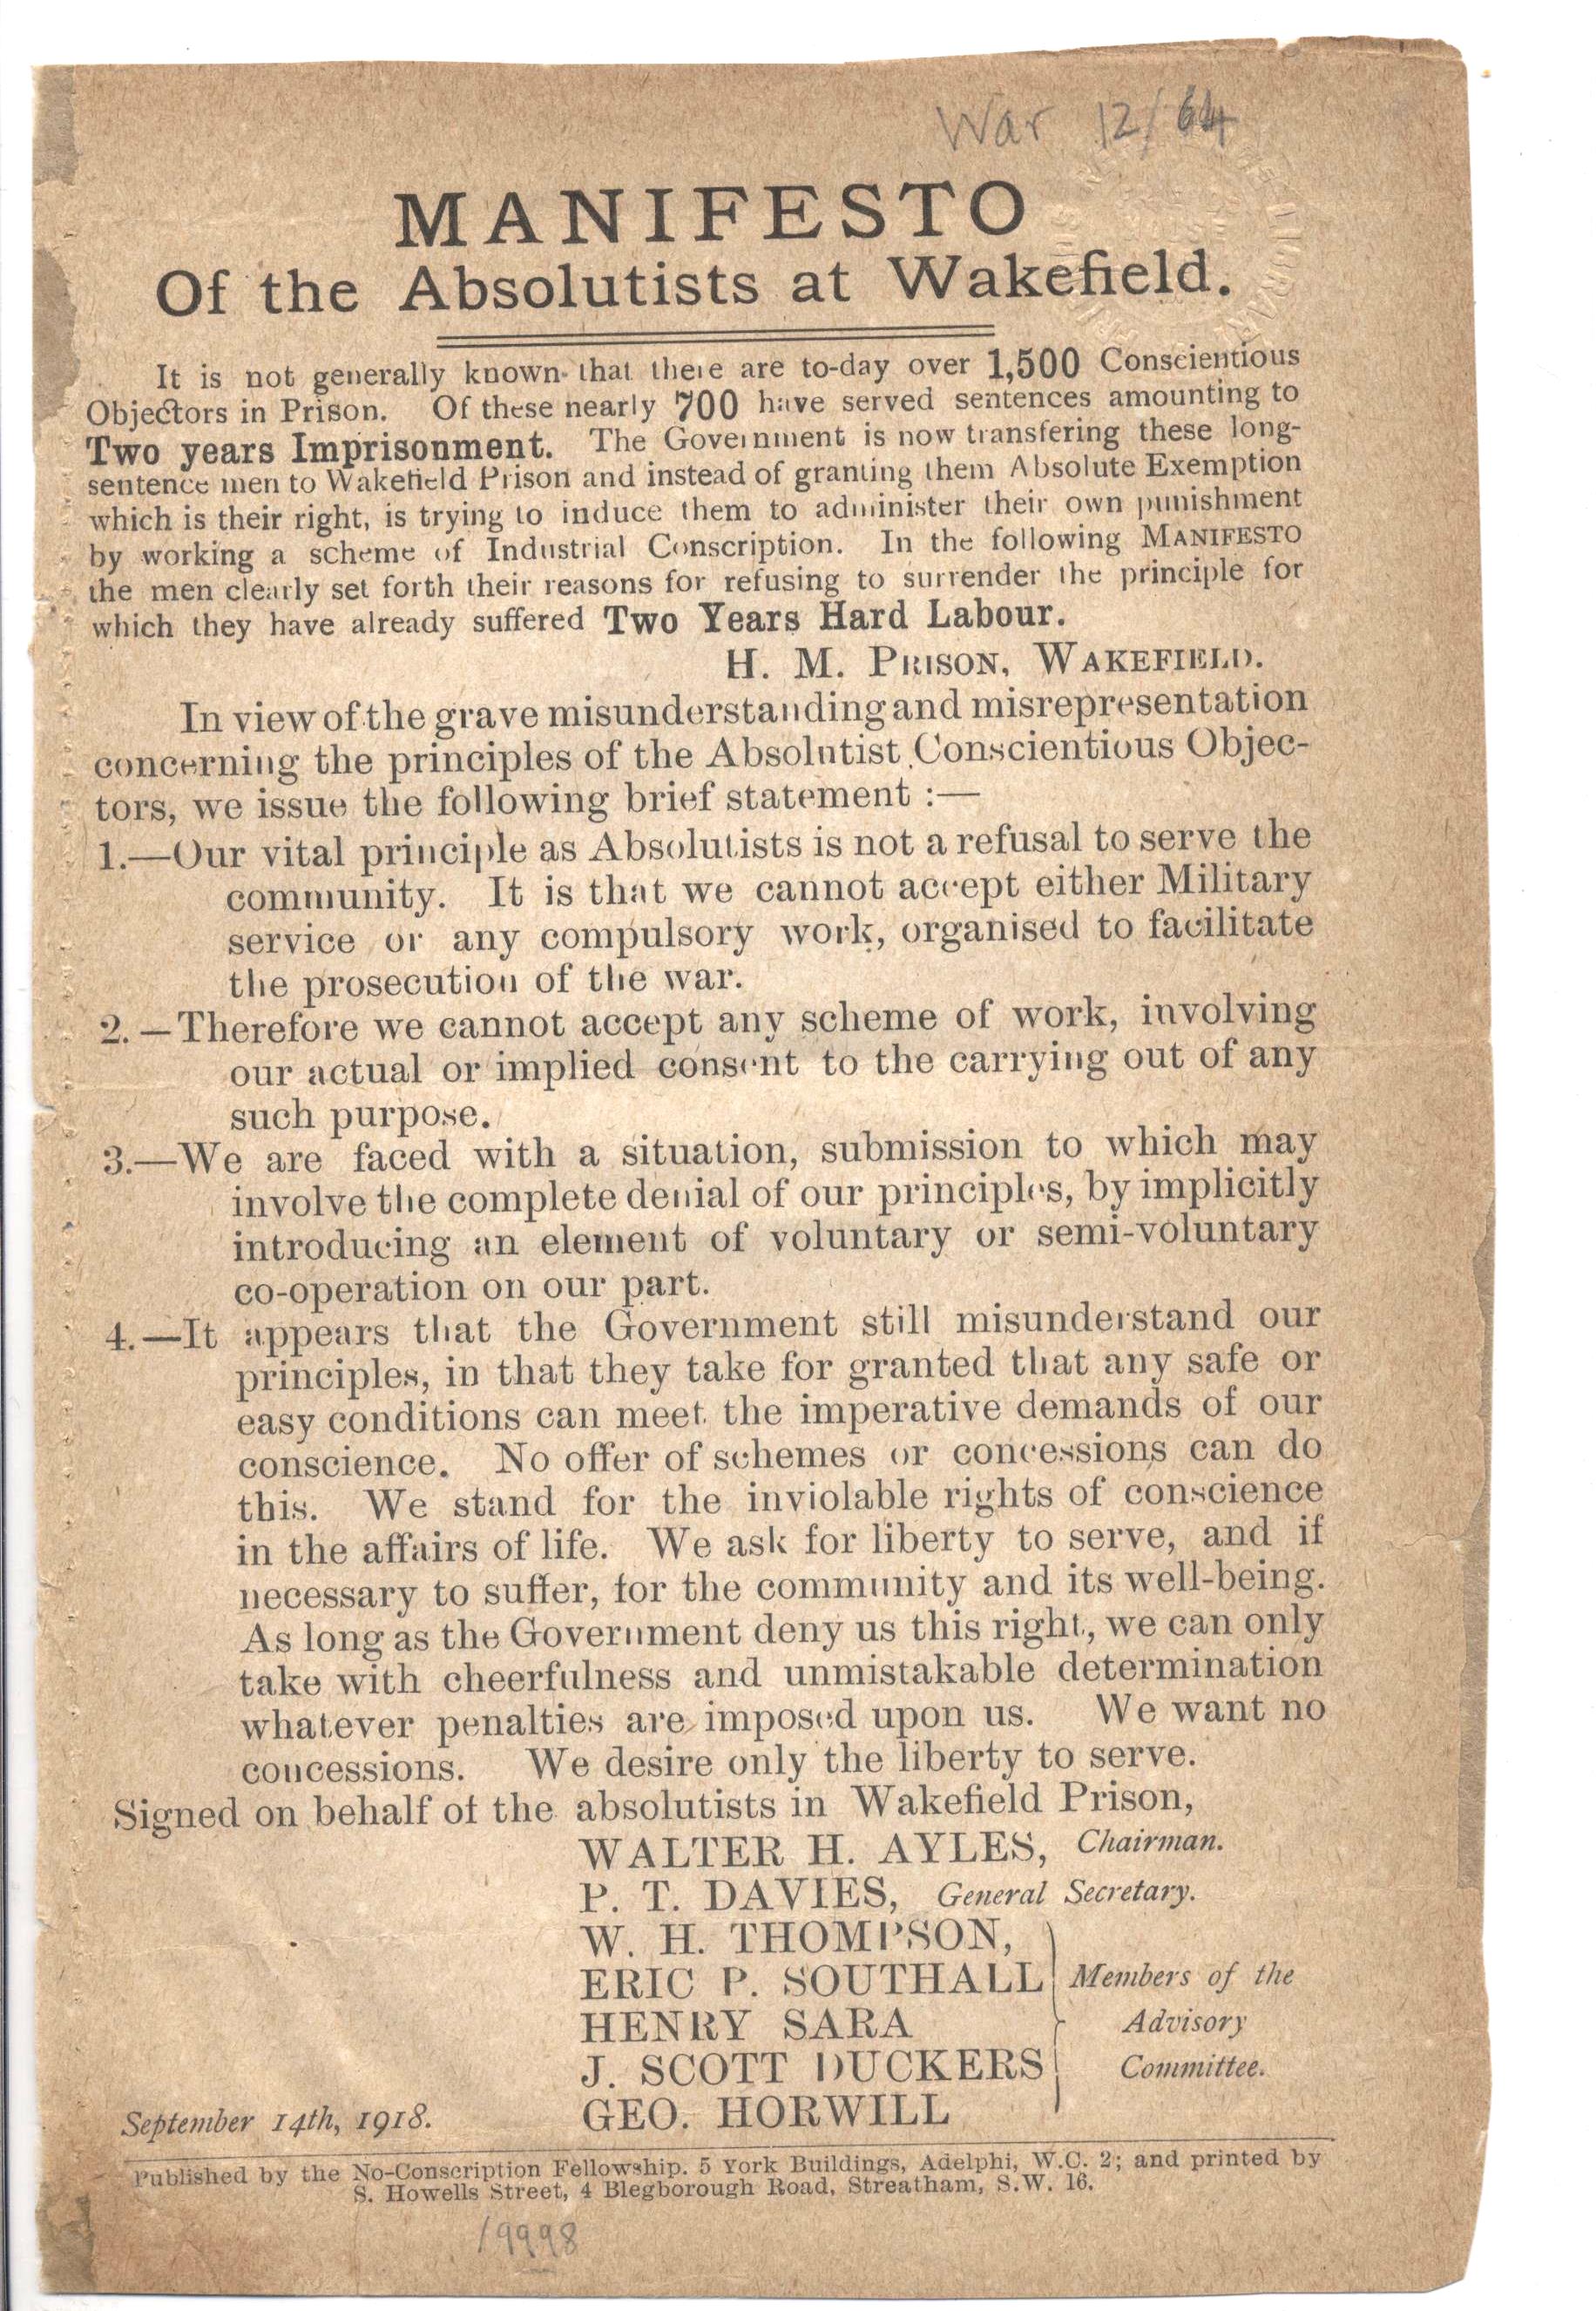 War 12/64
MANIFESTO
Of the Absolutists at Wakefield.
It is not generally known that there are to-day over 1,500 Conscientious
Objectors in Prison. Of these nearly 700 have served sentences amounting to
Two years Imprisonment. The Government is now transfering these long-
sentence men to Wakefield Prison and instead of granting them Absolute Exemption
which is their right, is trying to induce them to administer their own punishment
by working a scheme of Industrial Conscription. In the following MANIFESTO
the men clearly set forth their reasons for refusing to surrender the principle for
which they have already suffered Two Years Hard Labour.
H. M. PRISON, WAKEFIELD.
In view of the grave misunderstanding and misrepresentation
concerning the principles of the Absolutist Conscientious Objec-
tors, we issue the following brief statement :—
1.—Our vital principle as Absolutists is not a refusal to serve the
community. It is that we cannot accept either Military
service or any compulsory work, organised to facilitate
the prosecution of the war.
2.—Therefore we cannot accept any scheme of work, involving
our actual or implied consent to the carrying out of any
such purpose.
3.—We are faced with a situation, submission to which may
involve the complete denial of our principles, by implicitly
introducing an element of voluntary or semi-voluntary
co-operation on our part.
4.—It appears that the Government still misunderstand our
principles, in that they take for granted that any safe or
easy conditions can meet the imperative demands of our
conscience. No offer of schemes or concessions can do
this. We stand for the inviolable rights of conscience
in the affairs of life. We ask for liberty to serve, and if
necessary to suffer, for the community and its well-being.
As long as the Government deny us this right, we can only
take with cheerfulness and unmistakable determination
whatever penalties are imposed upon us. We want no
concessions. We desire only the liberty to serve.
Signed on behalf of the absolutists in Wakefield Prison,
WALTER H. AYLES, Chairman.
P. T. DAVIES, General Secretary.
W. H. THOMPSON,
ERIC P. SOUTHALL Members of the
HENRY SARA Advisory
J. SCOTT DUCKERS Committee.
GEO. HORWILL
September 14th, 1918.
Published by the No-Conscription Fellowship. 5 York Buildings, Adelphi, W.C. 2; and printed by
S. Howells Street, 4 Blegborough Road, Streatham, S.W. 16.
19998